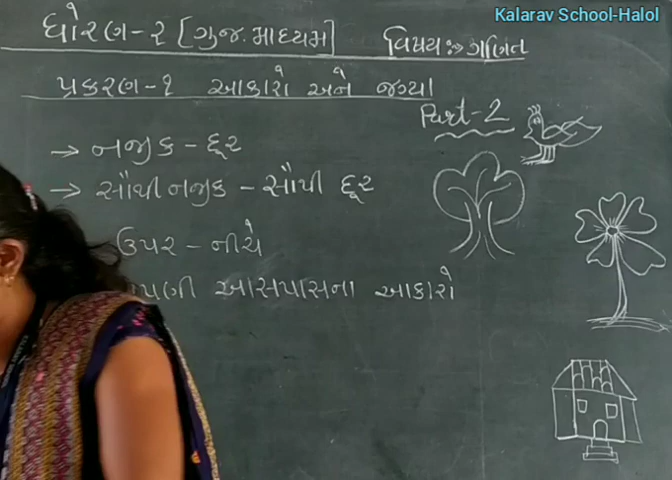 Kalarav School-Halol
ધોરણ-૨ [ગુજ. માધ્યમ] વિષય :-> ગણિત
પ્રકરણ-૧ આકારો અને જગ્યા
Part-2
→ નજીક - દૂર
→ સૌથી નજીક - સૌથી દૂર
ઉપર - નીચે
આસપાસના આકારો